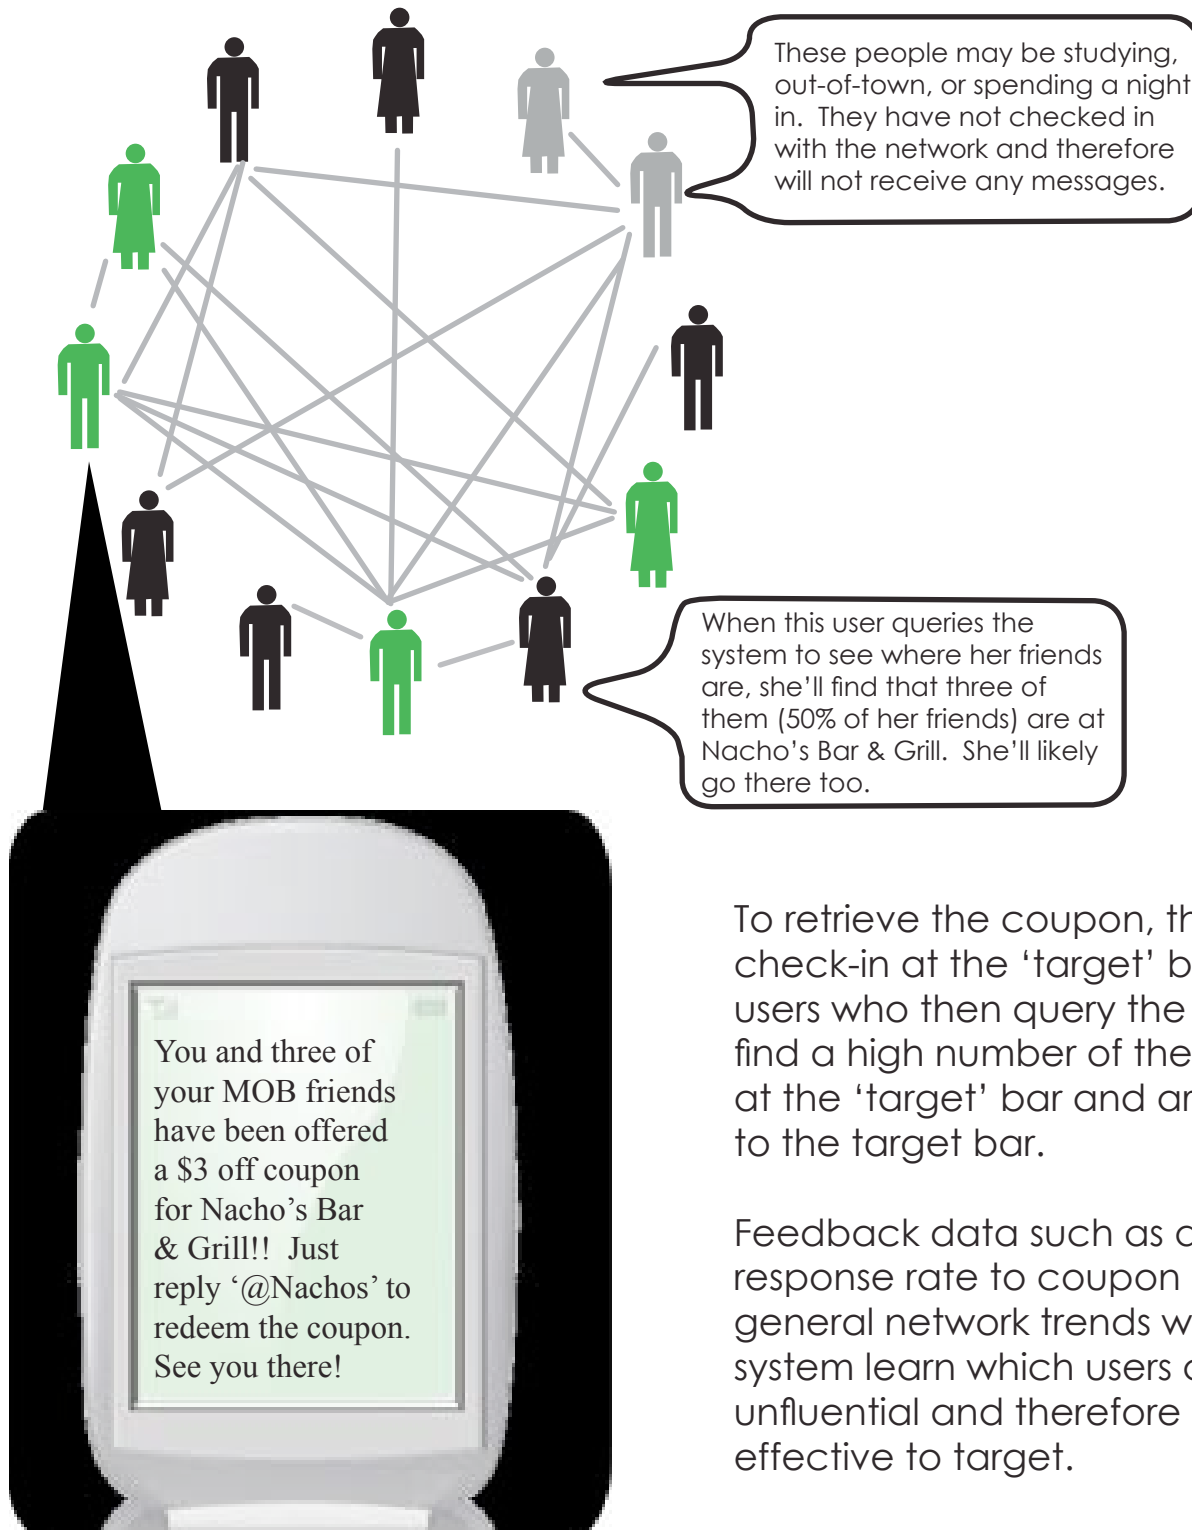 These people may be studying,
out-of-town, or spending a night
in. They have not checked in
with the network and therefore
will not receive any messages.
When this user queries the
system to see where her friends
are, she'll find that three of
them (50% of her friends) are at
Nacho's Bar & Grill. She'll likely
go there too.
You and three of
your MOB friends
have been offered
a $3 off coupon
for Nacho's Bar
& Grill!! Just
reply '@Nachos' to
redeem the coupon.
See you there!
To retrieve the coupon,
check-in at the 'target'
users who then query the
find a high number of
at the 'target' bar and
to the target bar.
Feedback data such as
response rate to coupon
general network trends
system learn which users
unfluential and therefore
effective to target.